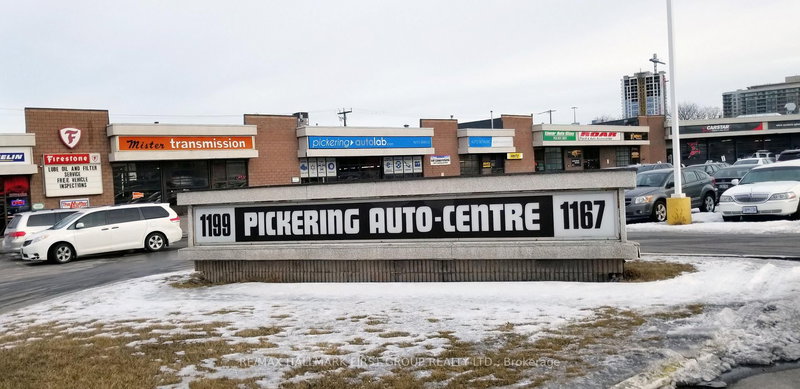 Mister transmission
pickering autolab
F
Firestone
LUBE OIL AND FILTER
SERVICE
FREE VEHICLE
INSPECTIONS
1199 PICKERING AUTO-CENTRE 1167
ROAR
CARSTAR
RE/MAX HALLMARK FIRST GROUP REALTY LTD., Brokerage